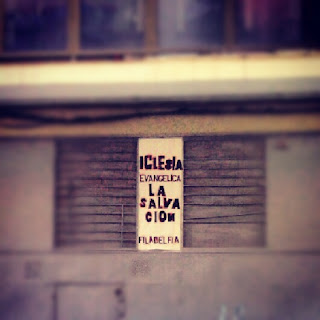 IGLESIA
EVANGELICA
LA
SALVA
CION
FILADELFIA